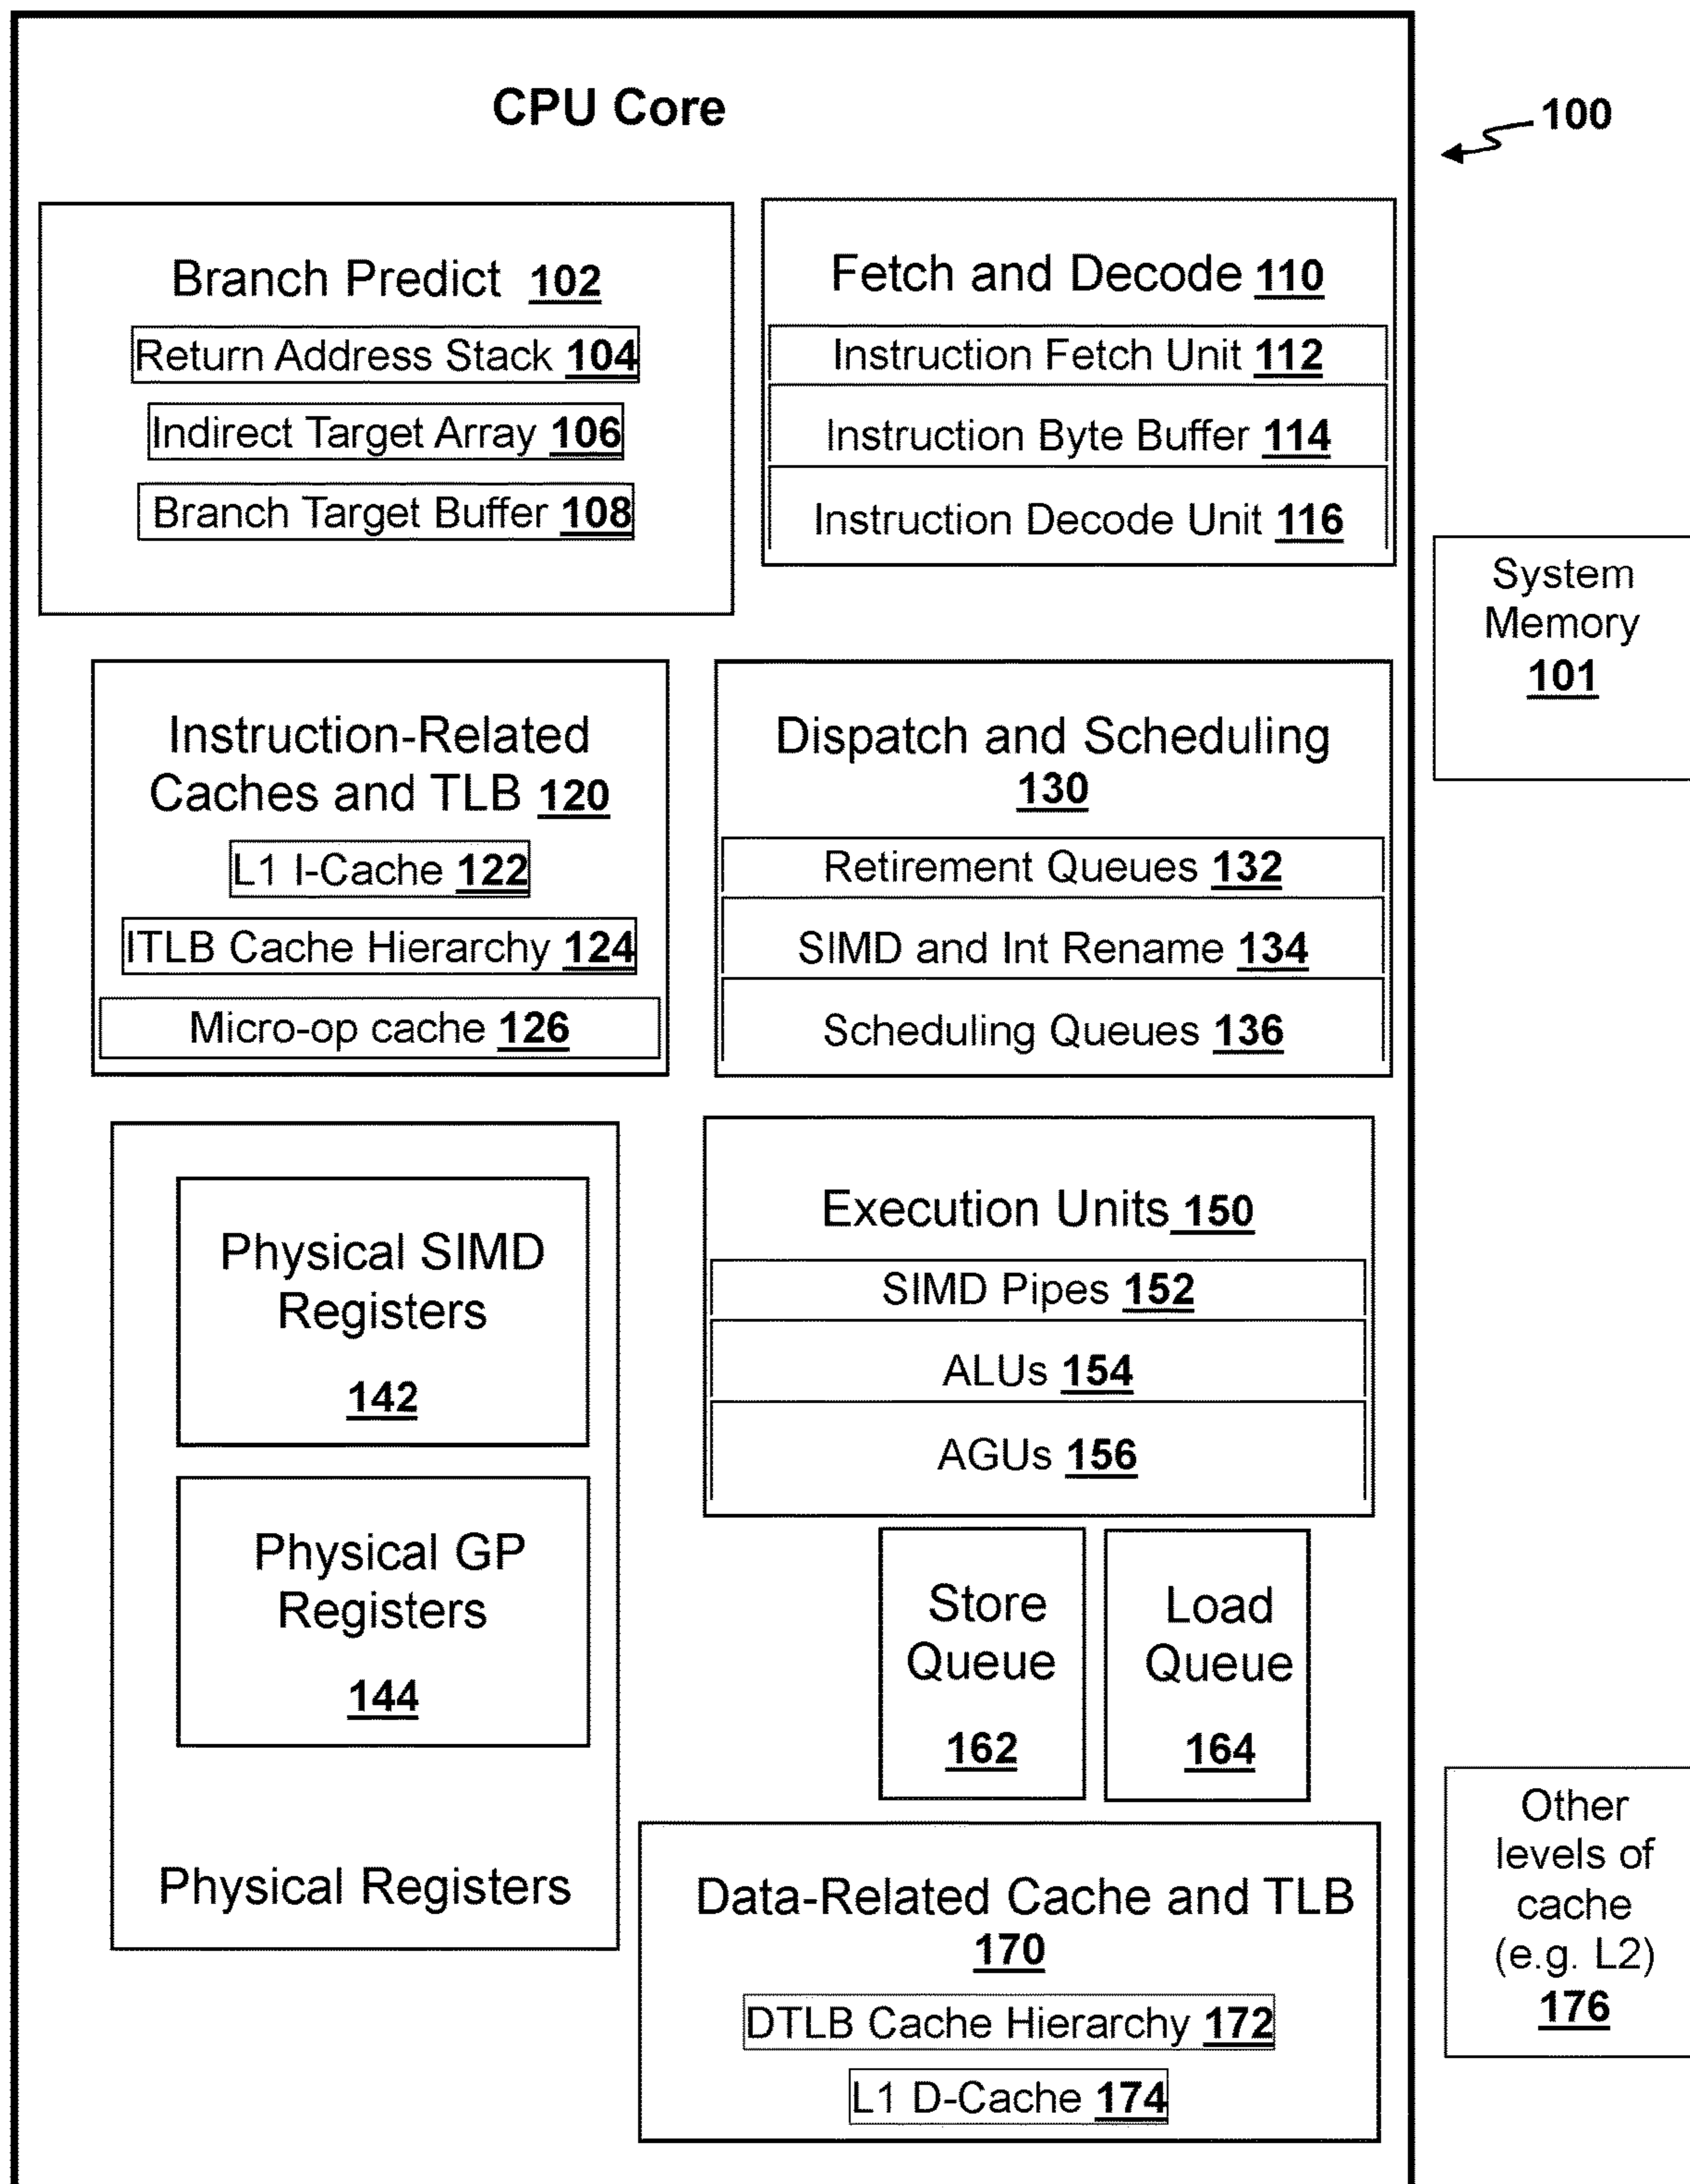 CPU Core
100
Branch Predict 102
Return Address Stack 104
Indirect Target Array 106
Branch Target Buffer 108
Fetch and Decode 110
Instruction Fetch Unit 112
Instruction Byte Buffer 114
Instruction Decode Unit 116
System
Memory
101
Instruction-Related
Caches and TLB 120
L1 I-Cache 122
ITLB Cache Hierarchy 124
Micro-op cache 126
Dispatch and Scheduling
130
Retirement Queues 132
SIMD and Int Rename 134
Scheduling Queues 136
Physical SIMD
Registers
142
Physical GP
Registers
144
Physical Registers
Execution Units 150
SIMD Pipes 152
ALUs 154
AGUs 156
Store
Queue
162
Load
Queue
164
Data-Related Cache and TLB
170
DTLB Cache Hierarchy 172
L1 D-Cache 174
Other
levels of
cache
(e.g. L2)
176